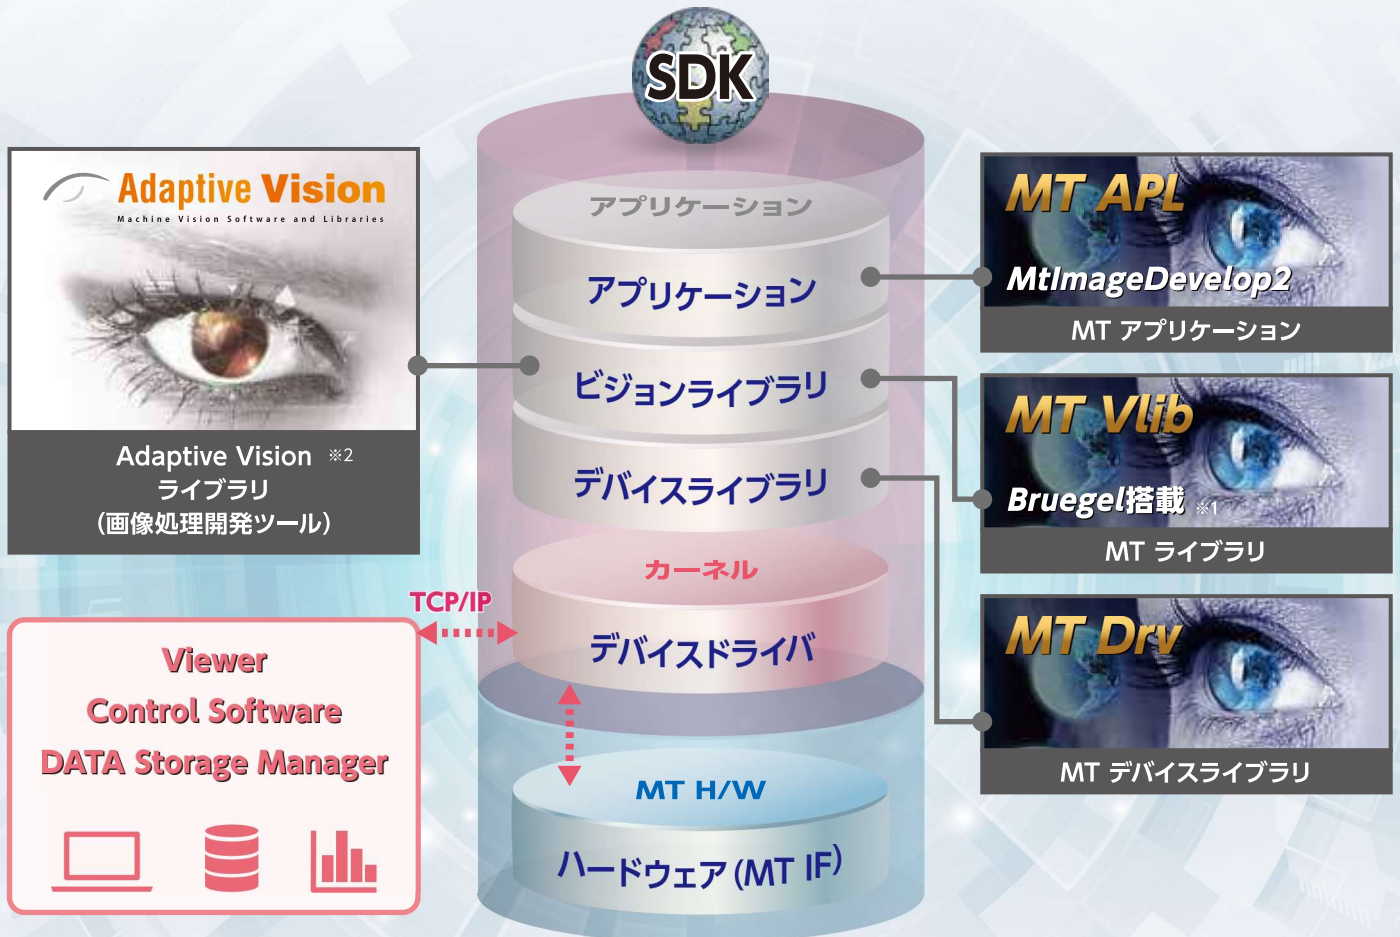 SDK
Adaptive Vision
Machine Vision Software and Libraries
Adaptive Vision ※2
ライブラリ
（画像処理開発ツール）
TCP/IP
Viewer
Control Software
DATA Storage Manager
アプリケーション
アプリケーション
ビジョンライブラリ
デバイスライブラリ
カーネル
デバイスドライバ
MT H/W
ハードウェア（MT IF）
MT APL
MtImageDevelop2
MT アプリケーション
MT Vlib
Bruegel搭載 ※1
MT ライブラリ
MT Drv
MT デバイスライブラリ